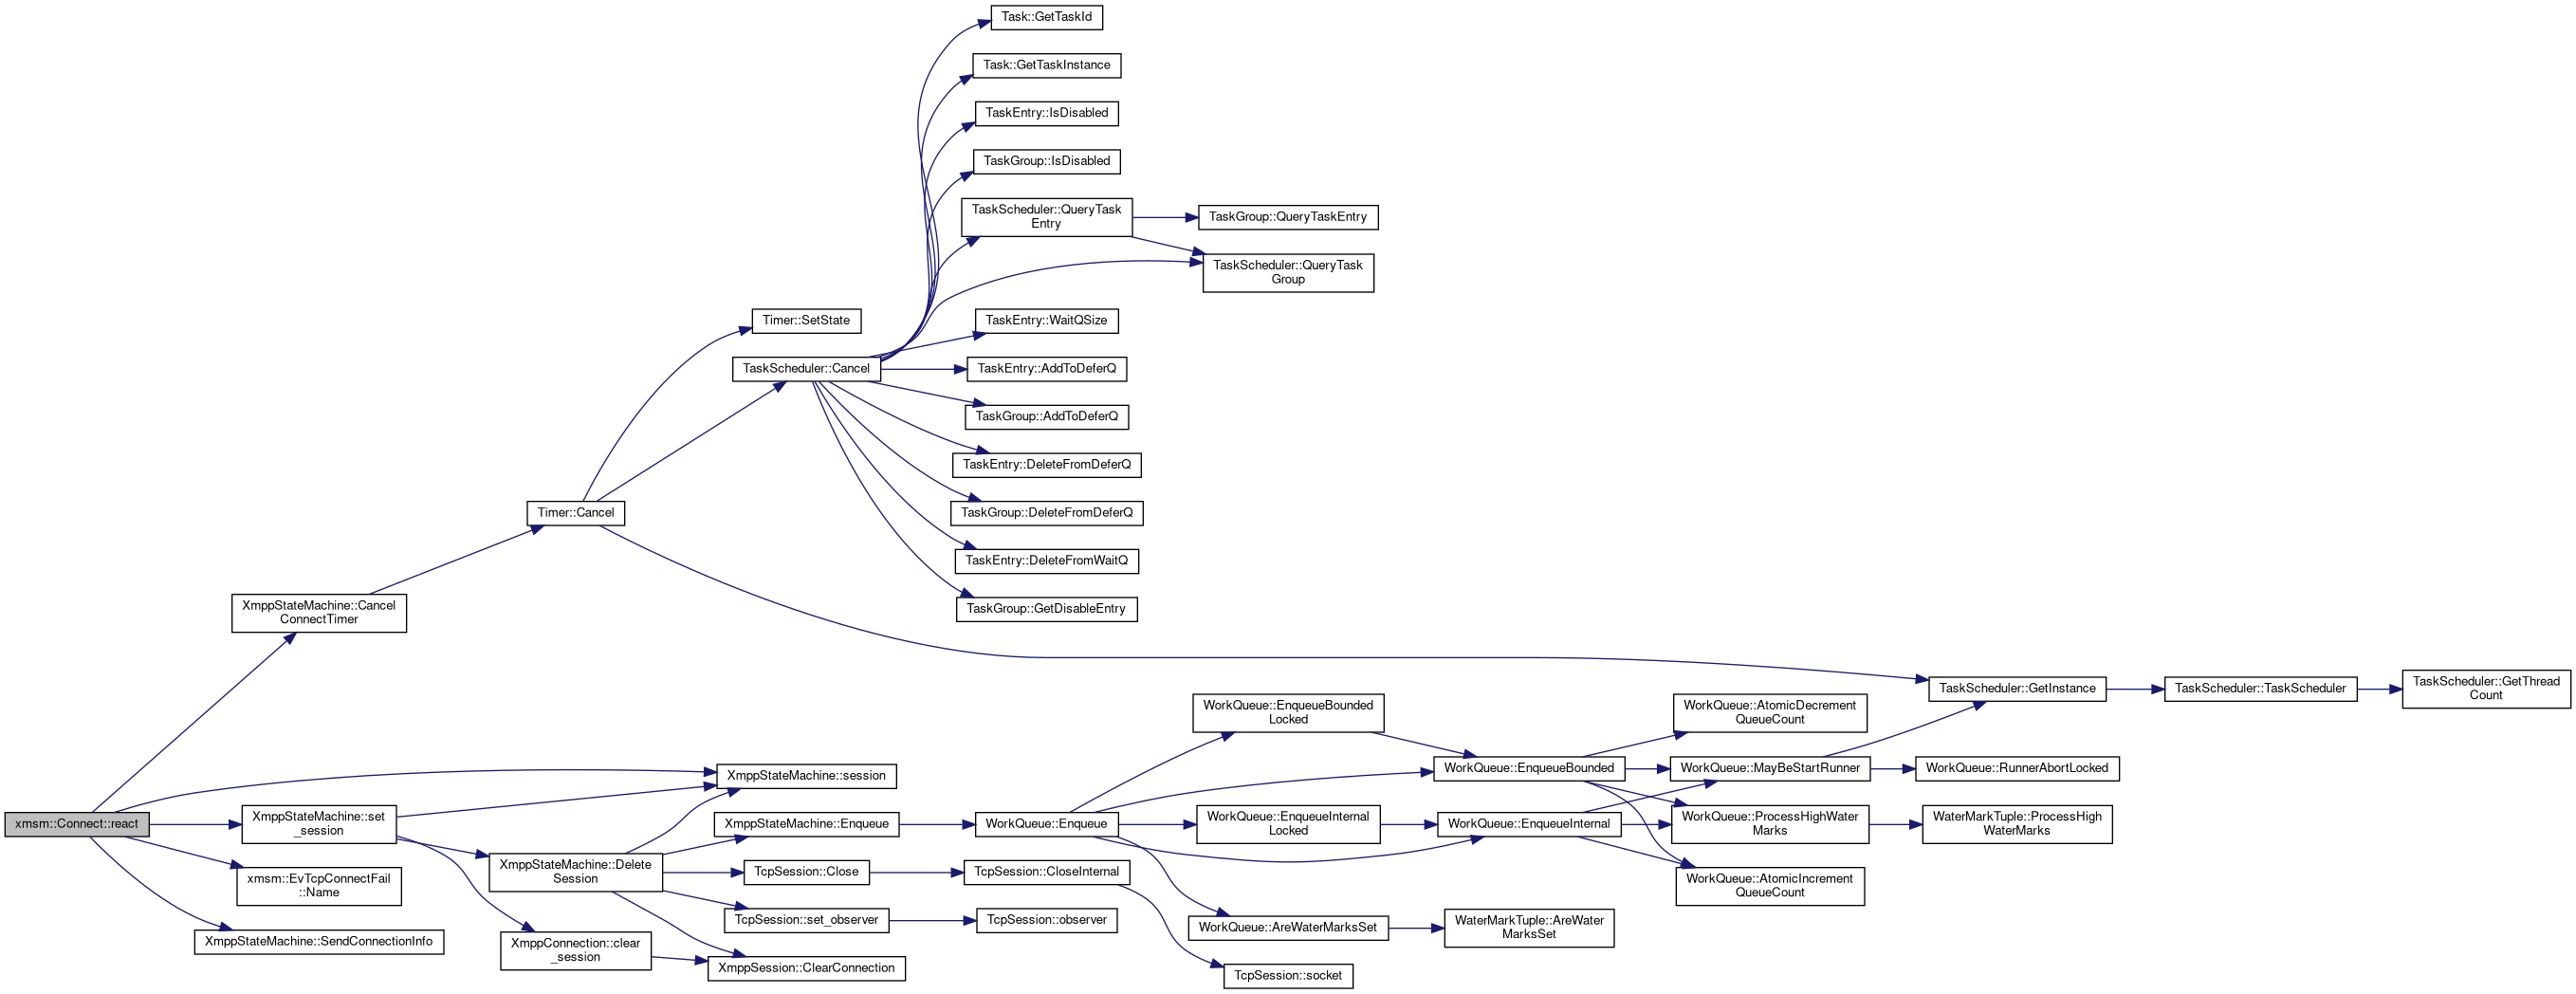 Task::GetTaskId
Task::GetTaskInstance
TaskEntry::IsDisabled
TaskGroup::IsDisabled
TaskScheduler::QueryTask
Entry
TaskGroup::QueryTaskEntry
TaskScheduler::QueryTask
Group
Timer::SetState
TaskEntry::WaitQSize
TaskScheduler::Cancel
TaskEntry::AddToDeferQ
TaskGroup::AddToDeferQ
TaskEntry::DeleteFromDeferQ
Timer::Cancel
TaskGroup::DeleteFromDeferQ
TaskEntry::DeleteFromWaitQ
TaskGroup::GetDisableEntry
XmppStateMachine::Cancel
ConnectTimer
TaskScheduler::GetInstance
TaskScheduler::TaskScheduler
TaskScheduler::GetThread
Count
WorkQueue::EnqueueBounded
Locked
WorkQueue::AtomicDecrement
QueueCount
XmppStateMachine::session
WorkQueue::EnqueueBounded
WorkQueue::MayBeStartRunner
WorkQueue::RunnerAbortLocked
xmsm::Connect::react
XmppStateMachine::set
_session
XmppStateMachine::Enqueue
WorkQueue::Enqueue
WorkQueue::EnqueueInternal
Locked
WorkQueue::EnqueueInternal
WorkQueue::ProcessHighWater
Marks
WaterMarkTuple::ProcessHigh
WaterMarks
XmppStateMachine::Delete
Session
TcpSession::Close
TcpSession::CloseInternal
xmsm::EvTcpConnectFail
::Name
WorkQueue::AtomicIncrement
QueueCount
TcpSession::set_observer
TcpSession::observer
WorkQueue::AreWaterMarksSet
WaterMarkTuple::AreWater
MarksSet
XmppStateMachine::SendConnectionInfo
XmppConnection::clear
_session
XmppSession::ClearConnection
TcpSession::socket